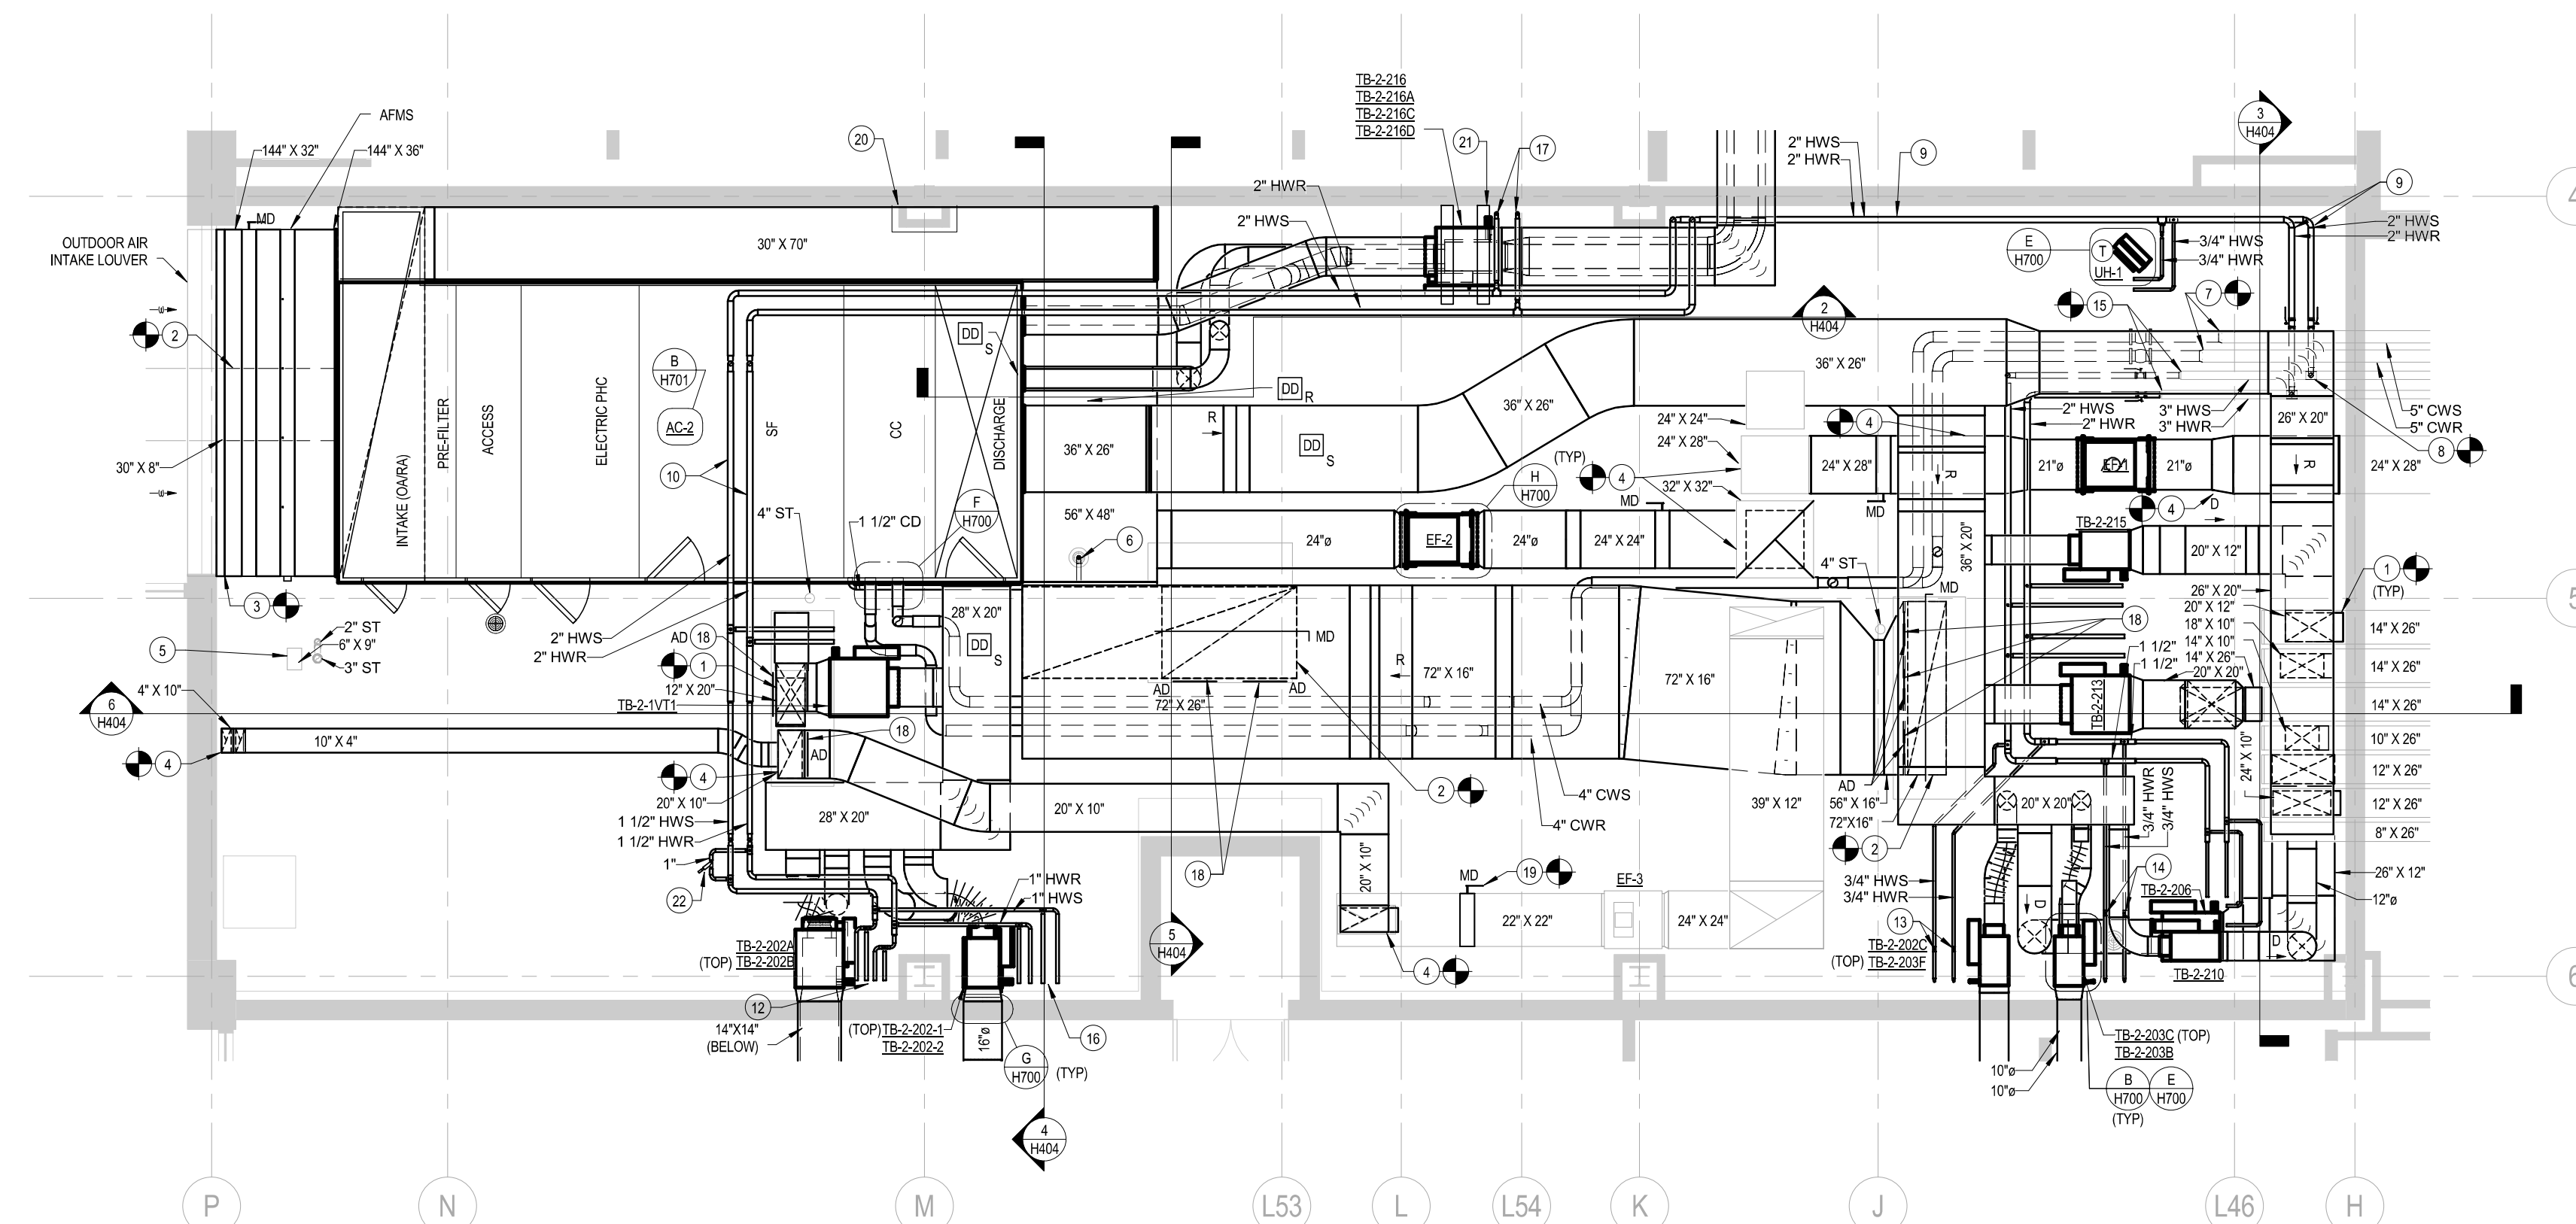 TB-2-216
TB-2-216A
TB-2-216C
TB-2-216D
AFMS
144" X 32"
144" X 36"
20
21
17
2" HWS
2" HWR
9
3
H404
9
4
MD
OUTDOOR AIR
INTAKE LOUVER
30" X 70"
2" HWR
2" HWS
2" HWS
2" HWR
E
H700
T
UH-1
3/4" HWS
3/4" HWR
2
15
7
2
H404
DD
S
DD
R
36" X 26"
36" X 26"
B
H701
AC-2
INTAKE (OA/RA)
PRE-FILTER
ACCESS
ELECTRIC PHC
SF
CC
DISCHARGE
30" X 8"
10
36" X 26"
R
DD
S
24" X 24"
24" X 28"
(TYP)
4
32" X 32"
MD
24" X 28"
MD
4
2" HWS
2" HWR
3" HWS
3" HWR
26" X 20"
5" CWS
5" CWR
8
R
21"ø
EF-1
21"ø
R
24" X 28"
4
D
4" ST
1 1/2" CD
F
H700
56" X 48"
6
H
H700
24"ø
EF-2
24"ø
24" X 24"
4" ST
36" X 20"
TB-2-215
20" X 12"
1
(TYP)
3
5
2" ST
6" X 9"
3" ST
5
2" HWS
2" HWR
AD
18
1
12" X 20"
TB-2-1VT1
28" X 20"
DD
S
MD
AD
AD
72" X 26"
R
72" X 16"
72" X 16"
MD
18
26" X 20"
20" X 12"
18" X 10"
14" X 10"
14" X 26"
20" X 20"
1 1/2"
1 1/2"
TB-2-213
14" X 26"
14" X 26"
14" X 26"
10" X 26"
12" X 26"
12" X 26"
8" X 26"
6
H404
4" X 10"
10" X 4"
4
18
AD
4
20" X 10"
28" X 20"
20" X 10"
1 1/2" HWS
1 1/2" HWR
1"
22
2
4" CWS
4" CWR
39" X 12"
AD
56" X 16"
72"X16"
2
20" X 20"
3/4" HWR
3/4" HWS
24" X 10"
18
1" HWR
1" HWS
20" X 10"
MD
19
EF-3
22" X 22"
24" X 24"
3/4" HWS
3/4" HWR
13
TB-2-202C
(TOP) TB-2-203F
14
TB-2-206
D
D
26" X 12"
12"ø
TB-2-202A
(TOP) TB-2-202B
5
H404
4
TB-2-210
6
12
14"X14"
(BELOW)
(TOP) TB-2-202-1
TB-2-202-2
16"ø
16
G
H700
(TYP)
TB-2-203C (TOP)
TB-2-203B
10"ø
10"ø
B
H700
E
H700
(TYP)
4
H404
P
N
M
L53
L
L54
K
J
L46
H